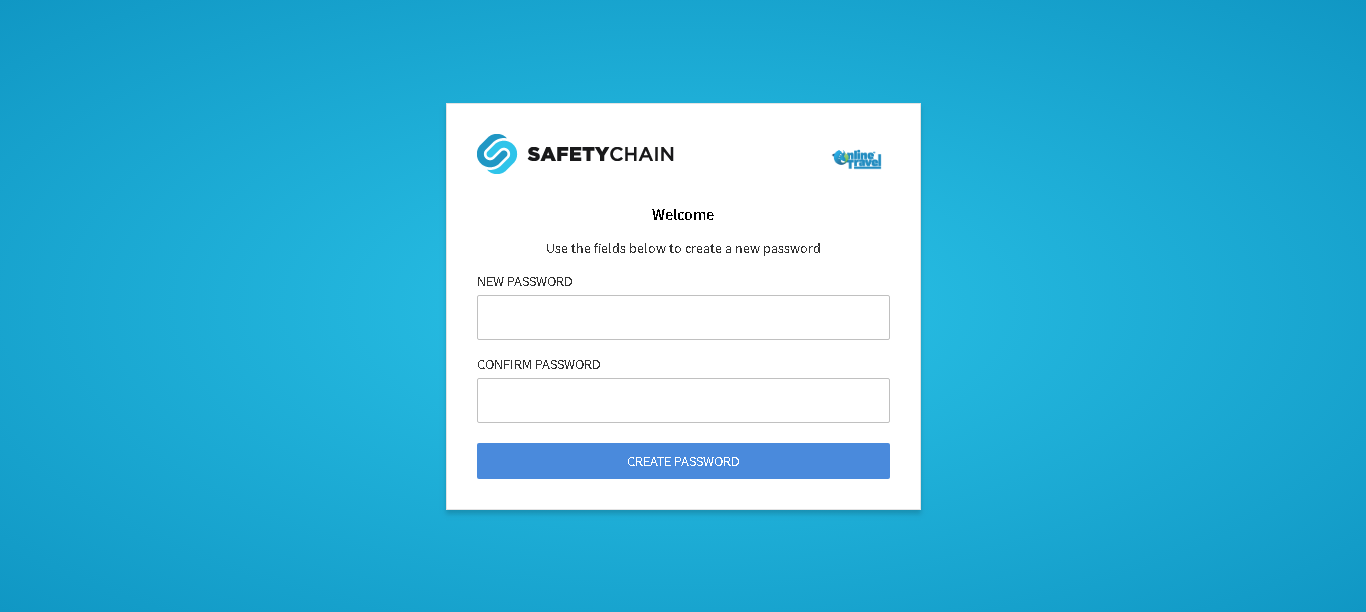 SAFETYCHAIN
Online Travel
Welcome
Use the fields below to create a new password
NEW PASSWORD
CONFIRM PASSWORD
CREATE PASSWORD